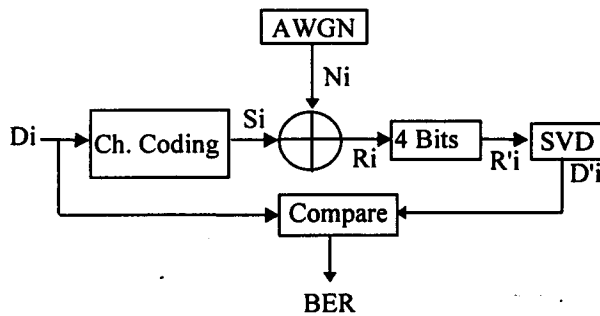 AWGN
Ni
Di
Ch. Coding
Si
Ri
4 Bits
R'i
SVD
D'i
Compare
BER